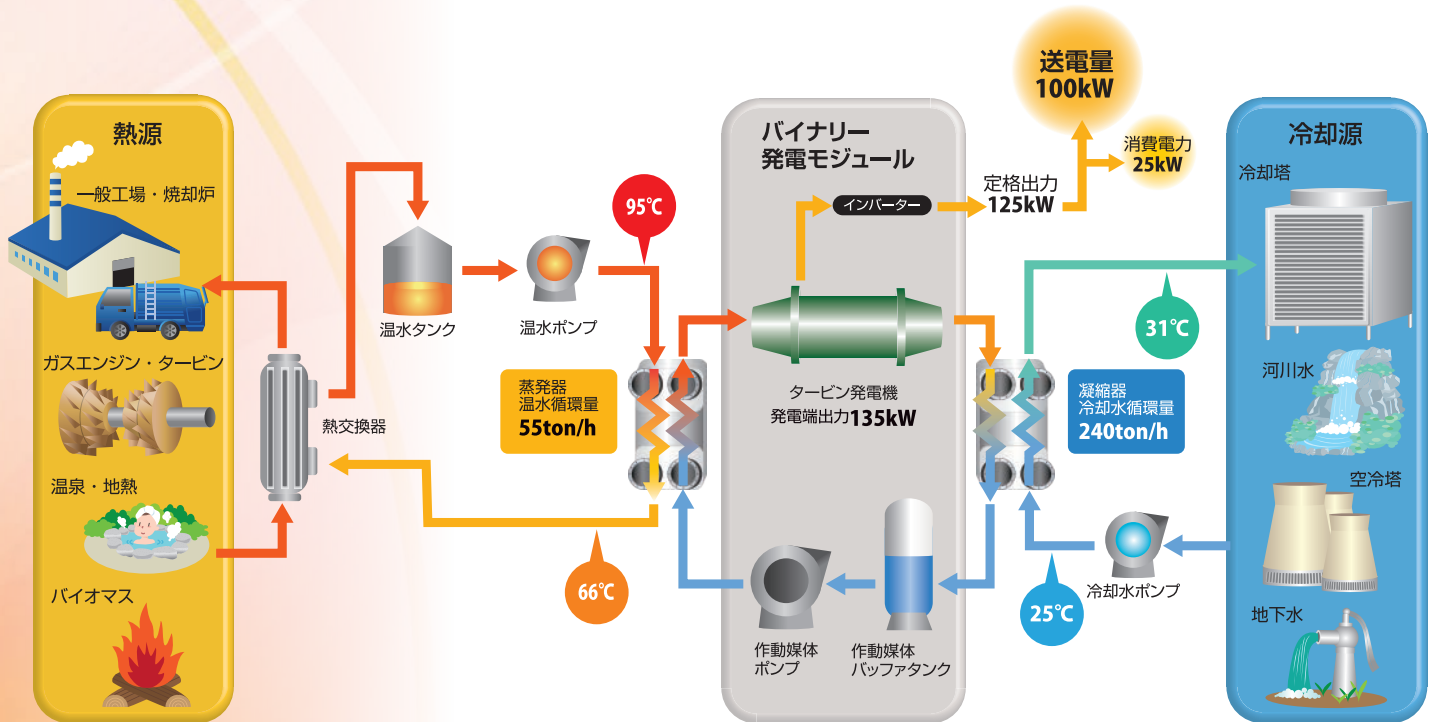 熱源
一般工場・焼却炉
ガスエンジン・タービン
温泉・地熱
バイオマス
熱交換器
温水タンク
温水ポンプ
95℃
蒸発器
温水循環量
55ton/h
66℃
バイナリー
発電モジュール
インバーター
タービン発電機
発電端出力135kW
作動媒体
ポンプ
作動媒体
バッファタンク
定格出力
125kW
送電量
100kW
消費電力
25kW
31℃
凝縮器
冷却水循環量
240ton/h
25℃
冷却水ポンプ
冷却源
冷却塔
河川水
空冷塔
地下水